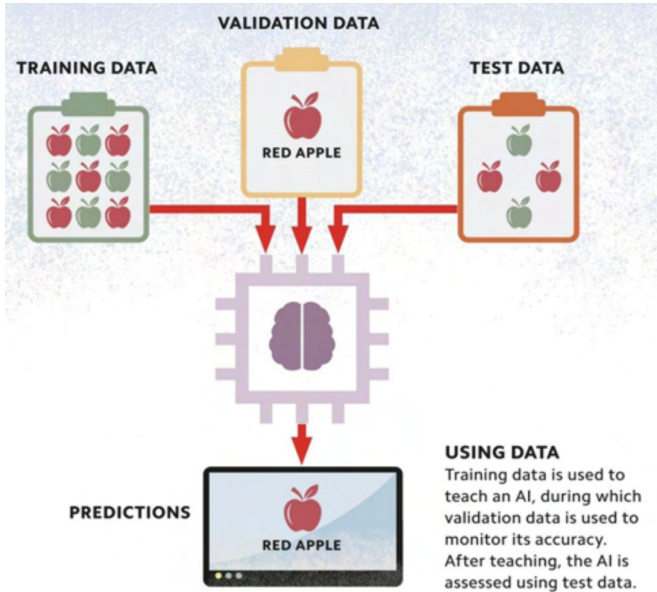 VALIDATION DATA
TRAINING DATA
TEST DATA
RED APPLE
PREDICTIONS
RED APPLE
USING DATA
Training data is used to
teach an AI, during which
validation data is used to
monitor its accuracy.
After teaching, the AI is
assessed using test data.